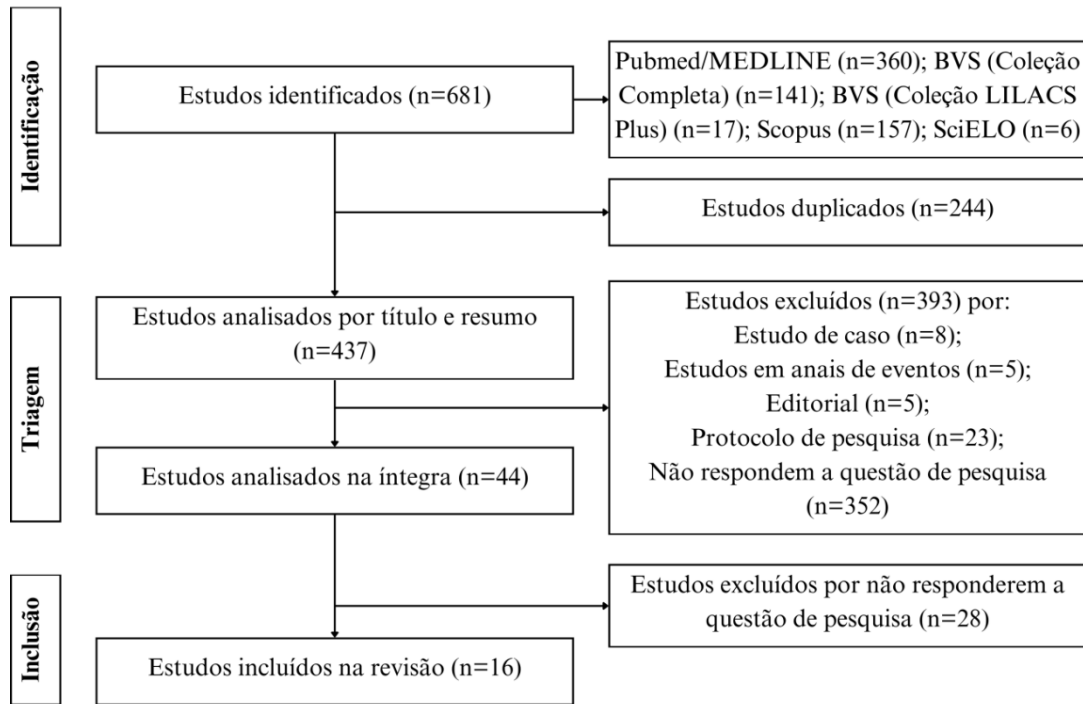 Identificação
Estudos identificados (n=681)
Pubmed/MEDLINE (n=360); BVS (Coleção
Completa) (n=141); BVS (Coleção LILACS
Plus) (n=17); Scopus (n=157); SciELO (n=6)
Estudos duplicados (n=244)
Triagem
Estudos analisados por título e resumo
(n=437)
Estudos excluídos (n=393) por:
Estudo de caso (n=8);
Estudos em anais de eventos (n=5);
Editorial (n=5);
Protocolo de pesquisa (n=23);
Não respondem a questão de pesquisa
(n=352)
Estudos analisados na íntegra (n=44)
Inclusão
Estudos excluídos por não responderem a
questão de pesquisa (n=28)
Estudos incluídos na revisão (n=16)